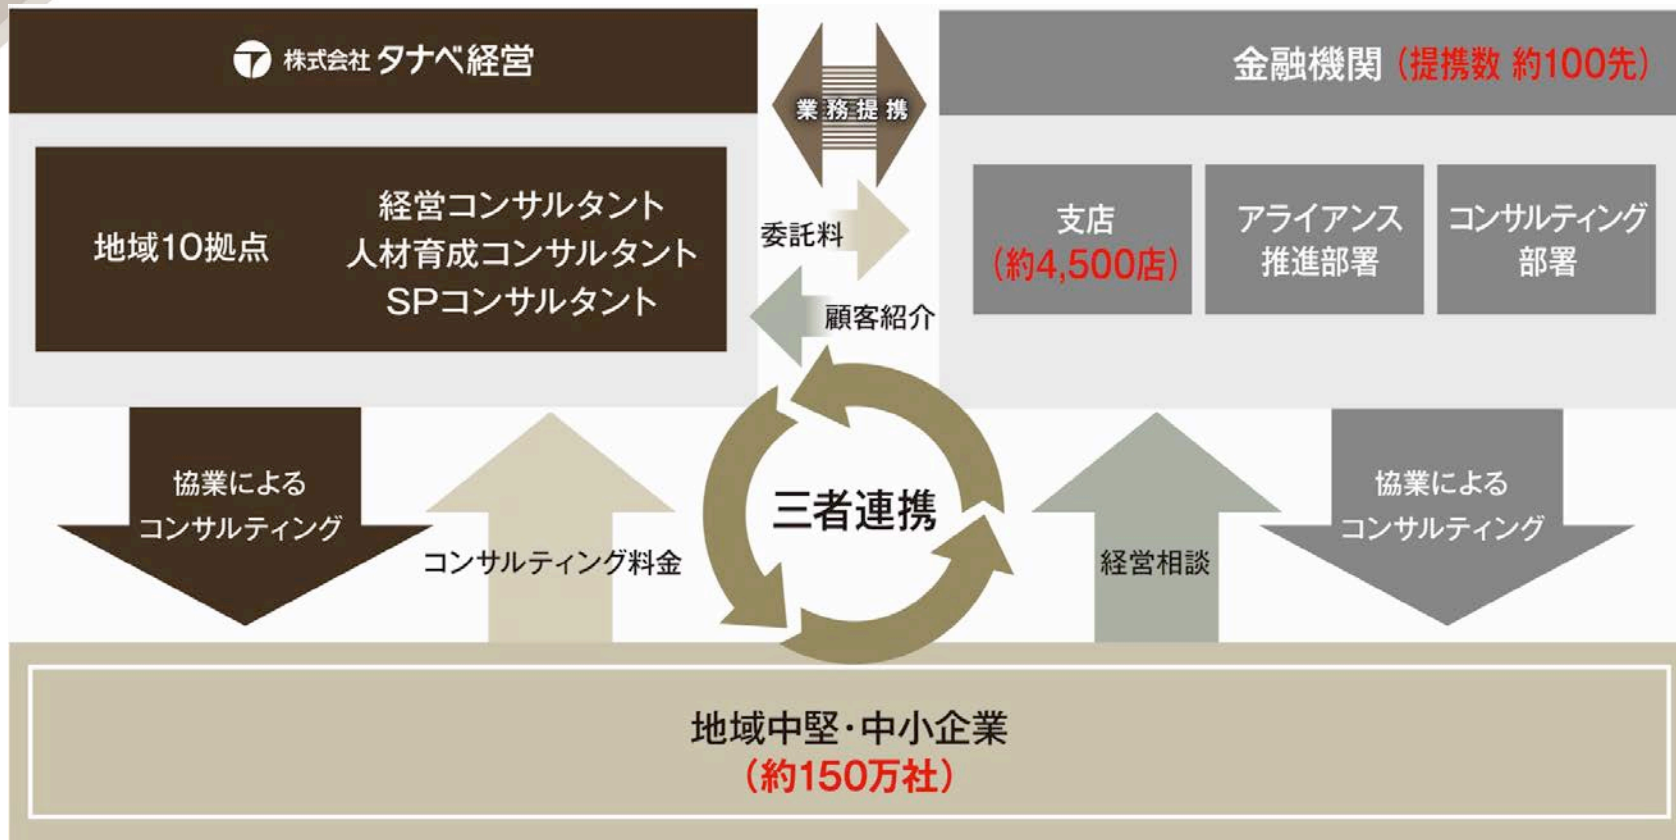 株式会社 タナベ経営
業務提携
金融機関（提携数 約100先）
地域10拠点
経営コンサルタント
人材育成コンサルタント
SPコンサルタント
委託料
顧客紹介
支店
（約4,500店）
アライアンス
推進部署
コンサルティング
部署
協業による
コンサルティング
コンサルティング料金
三者連携
経営相談
協業による
コンサルティング
地域中堅・中小企業
（約150万社）